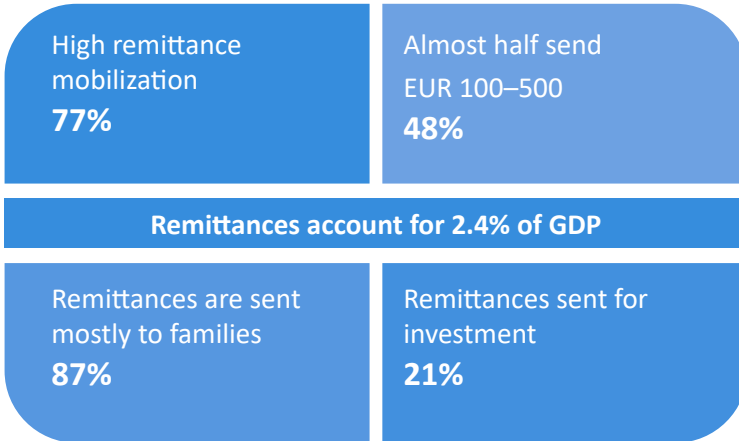 High remittance
mobilization
77%
Almost half send
EUR 100–500
48%
Remittances account for 2.4% of GDP
Remittances are sent
mostly to families
87%
Remittances sent for
investment
21%